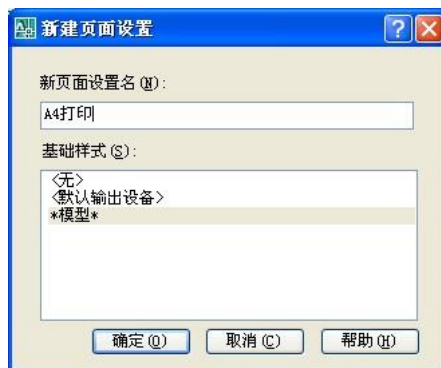 新建页面设置
新页面设置名(N):
A4打印
基础样式(S):
<无>
<默认输出设备>
*模型*
确定(O) 取消(C) 帮助(H)